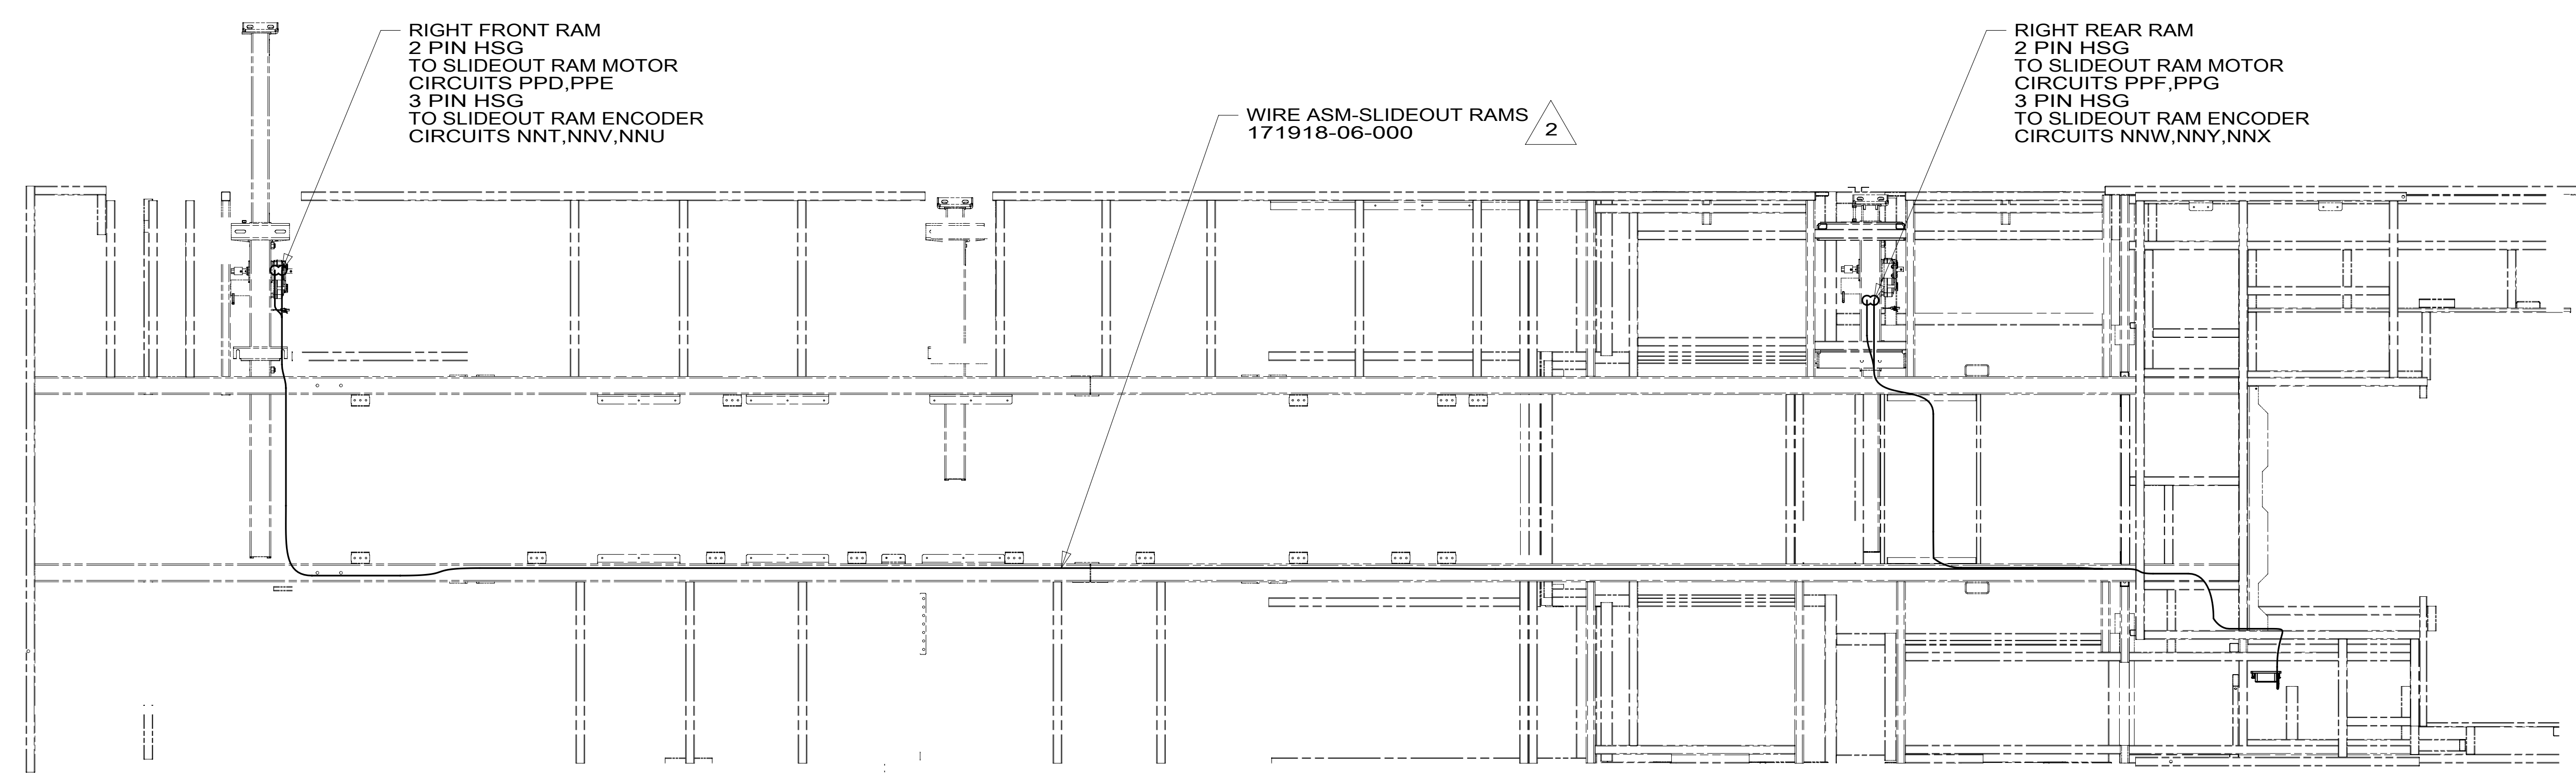 RIGHT FRONT RAM
2 PIN HSG
TO SLIDEOUT RAM MOTOR
CIRCUITS PPD,PPE
3 PIN HSG
TO SLIDEOUT RAM ENCODER
CIRCUITS NNT,NNV,NNU
WIRE ASM-SLIDEOUT RAMS
171918-06-000
2
RIGHT REAR RAM
2 PIN HSG
TO SLIDEOUT RAM MOTOR
CIRCUITS PPF,PPG
3 PIN HSG
TO SLIDEOUT RAM ENCODER
CIRCUITS NNW,NNY,NNX